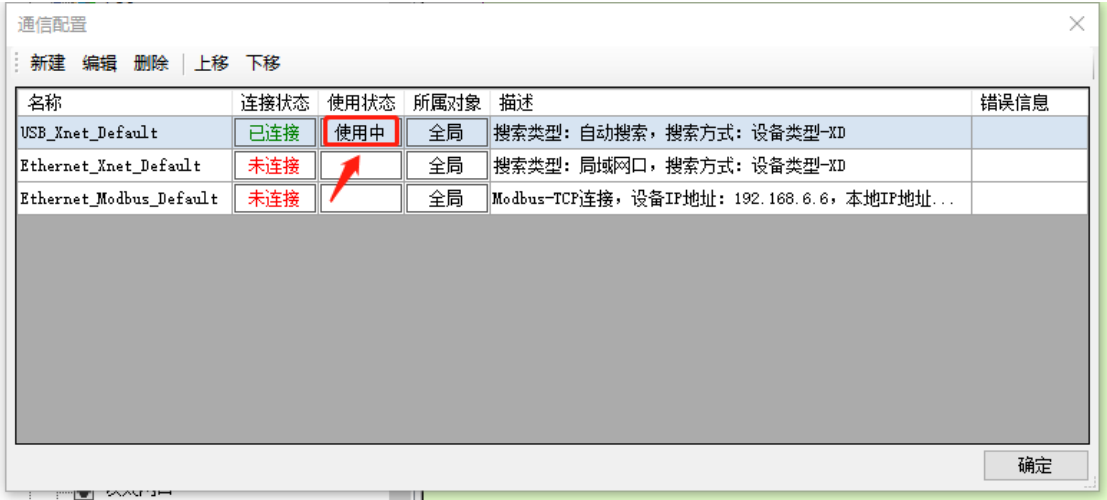 通信配置
新建 编辑 删除 上移 下移
名称 连接状态 使用状态 所属对象 描述 错误信息
USB_Xnet_Default 已连接 使用中 全局 搜索类型：自动搜索，搜索方式：设备类型-XD
Ethernet_Xnet_Default 未连接 全局 搜索类型：局域网口，搜索方式：设备类型-XD
Ethernet_Modbus_Default 未连接 全局 Modbus-TCP连接，设备IP地址：192.168.6.6，本地IP地址...
确定